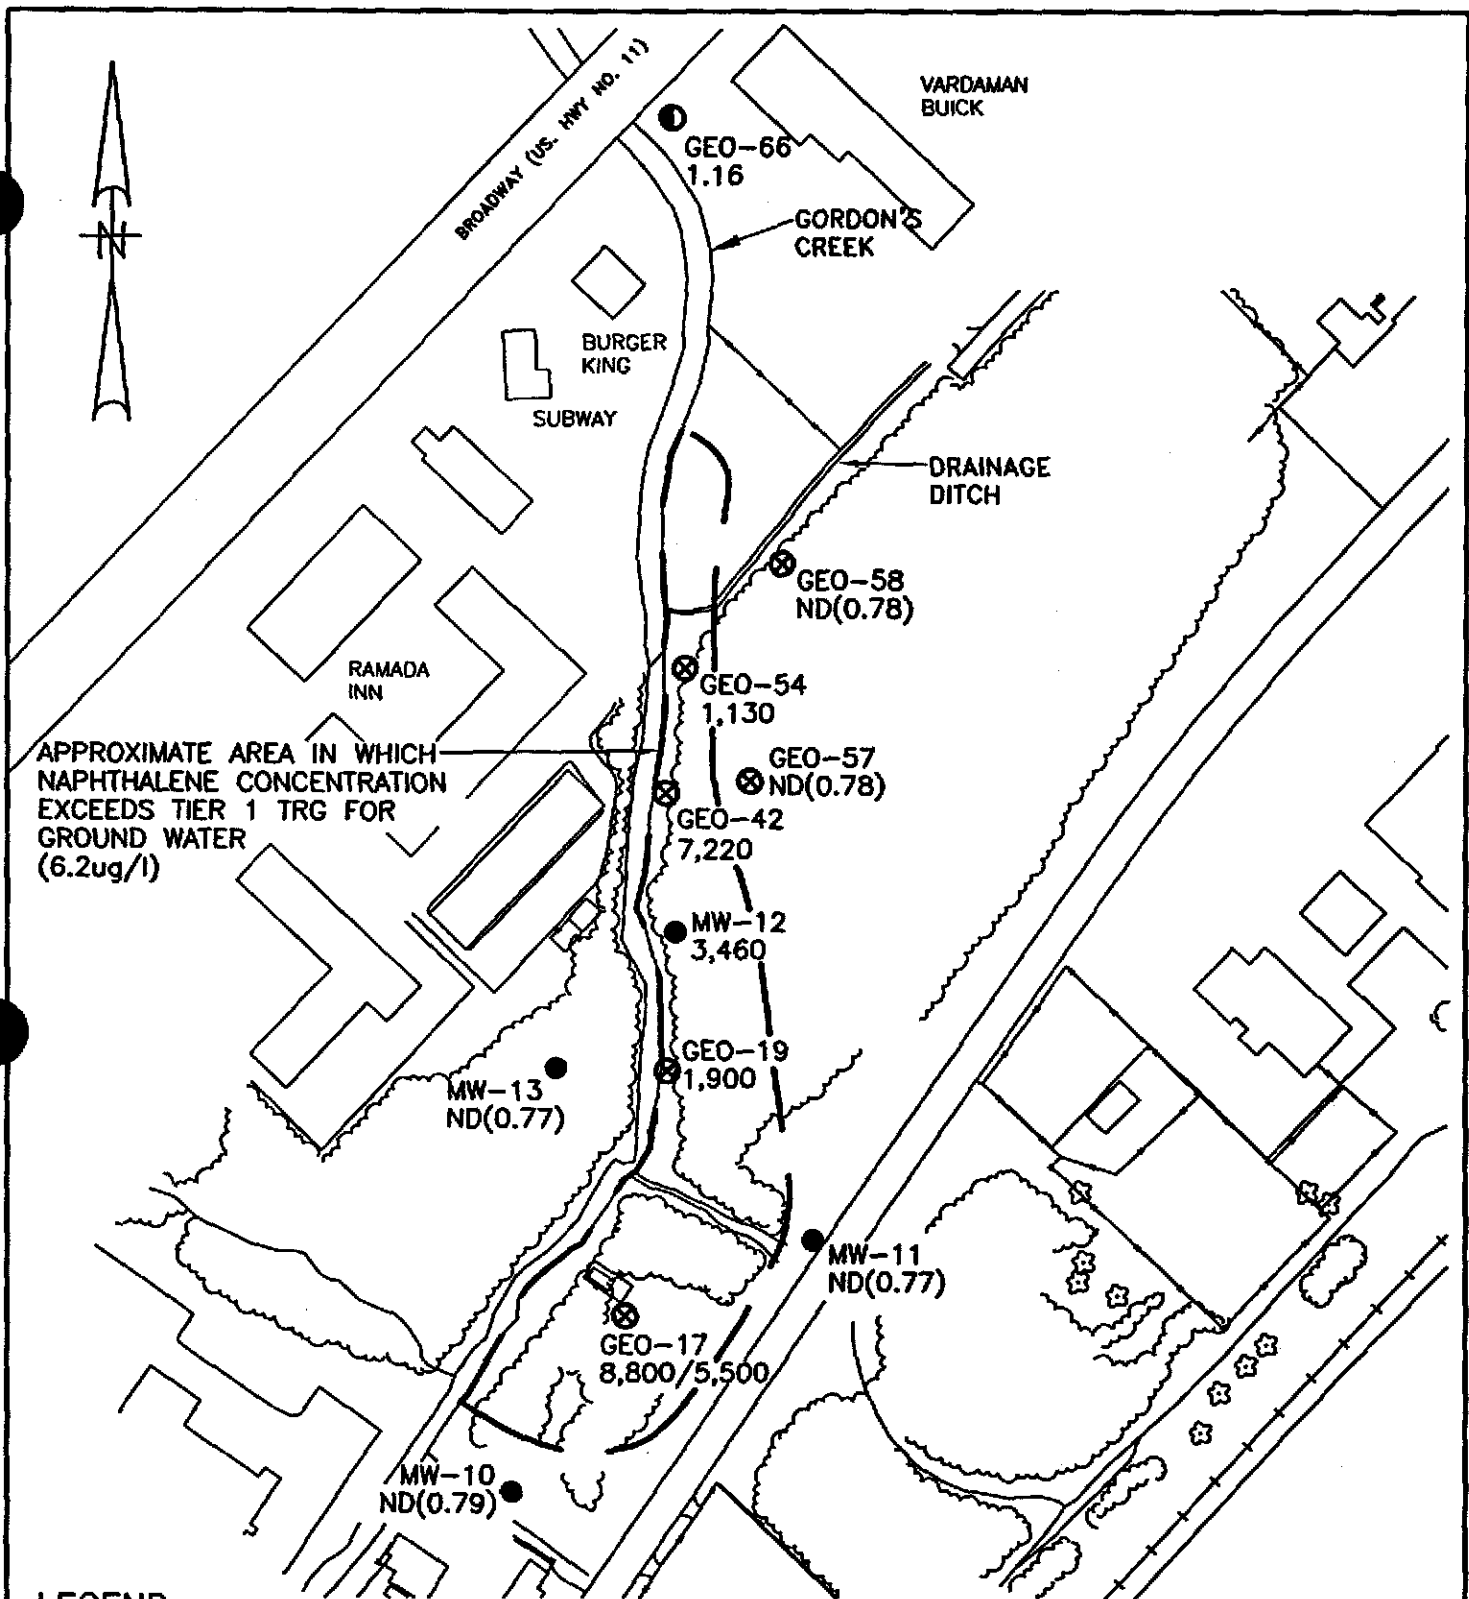 VARDAMAN
BUICK
BROADWAY (US. HWY NO. 11)
GEO-66
1.16
N
GORDON'S
CREEK
BURGER
KING
SUBWAY
DRAINAGE
DITCH
GEO-58
ND(0.78)
RAMADA
INN
GEO-54
1,130
APPROXIMATE AREA IN WHICH
NAPHTHALENE CONCENTRATION
EXCEEDS TIER 1 TRG FOR
GROUND WATER
(6.2ug/l)
GEO-57
ND(0.78)
GEO-42
7,220
MW-12
3,460
GEO-19
1,900
MW-13
ND(0.77)
MW-11
ND(0.77)
GEO-17
8,800/5,500
MW-10
ND(0.79)
LEGEND